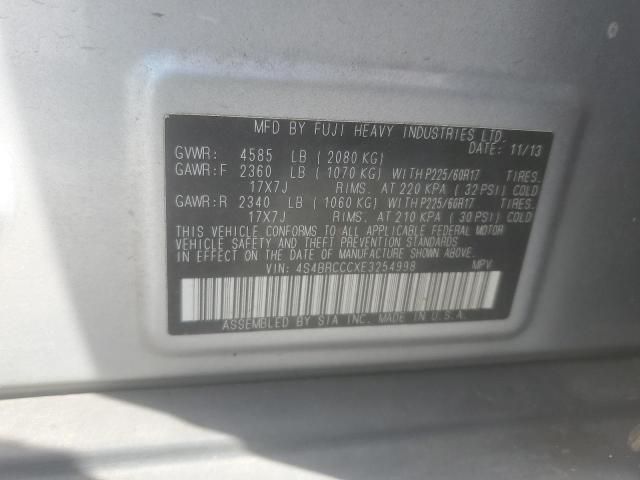 MFD BY FUJI HEAVY INDUSTRIES LTD.
DATE: 11/13
GVWR: 4585 LB (2080 KG)
GAWR:F 2360 LB (1070 KG) WITH P225/60R17 TIRES.
17X7J RIMS. AT 220 KPA (32 PSI) COLD
GAWR:R 2340 LB (1060 KG) WITH P225/60R17 TIRES.
17X7J RIMS. AT 210 KPA (30 PSI) COLD
THIS VEHICLE CONFORMS TO ALL APPLICABLE FEDERAL MOTOR
VEHICLE SAFETY AND THEFT PREVENTION STANDARDS
IN EFFECT ON THE DATE OF MANUFACTURE SHOWN ABOVE.
VIN: 4S4BRCCCXE3254998 MPV
ASSEMBLED BY SIA INC. MADE IN U.S.A.